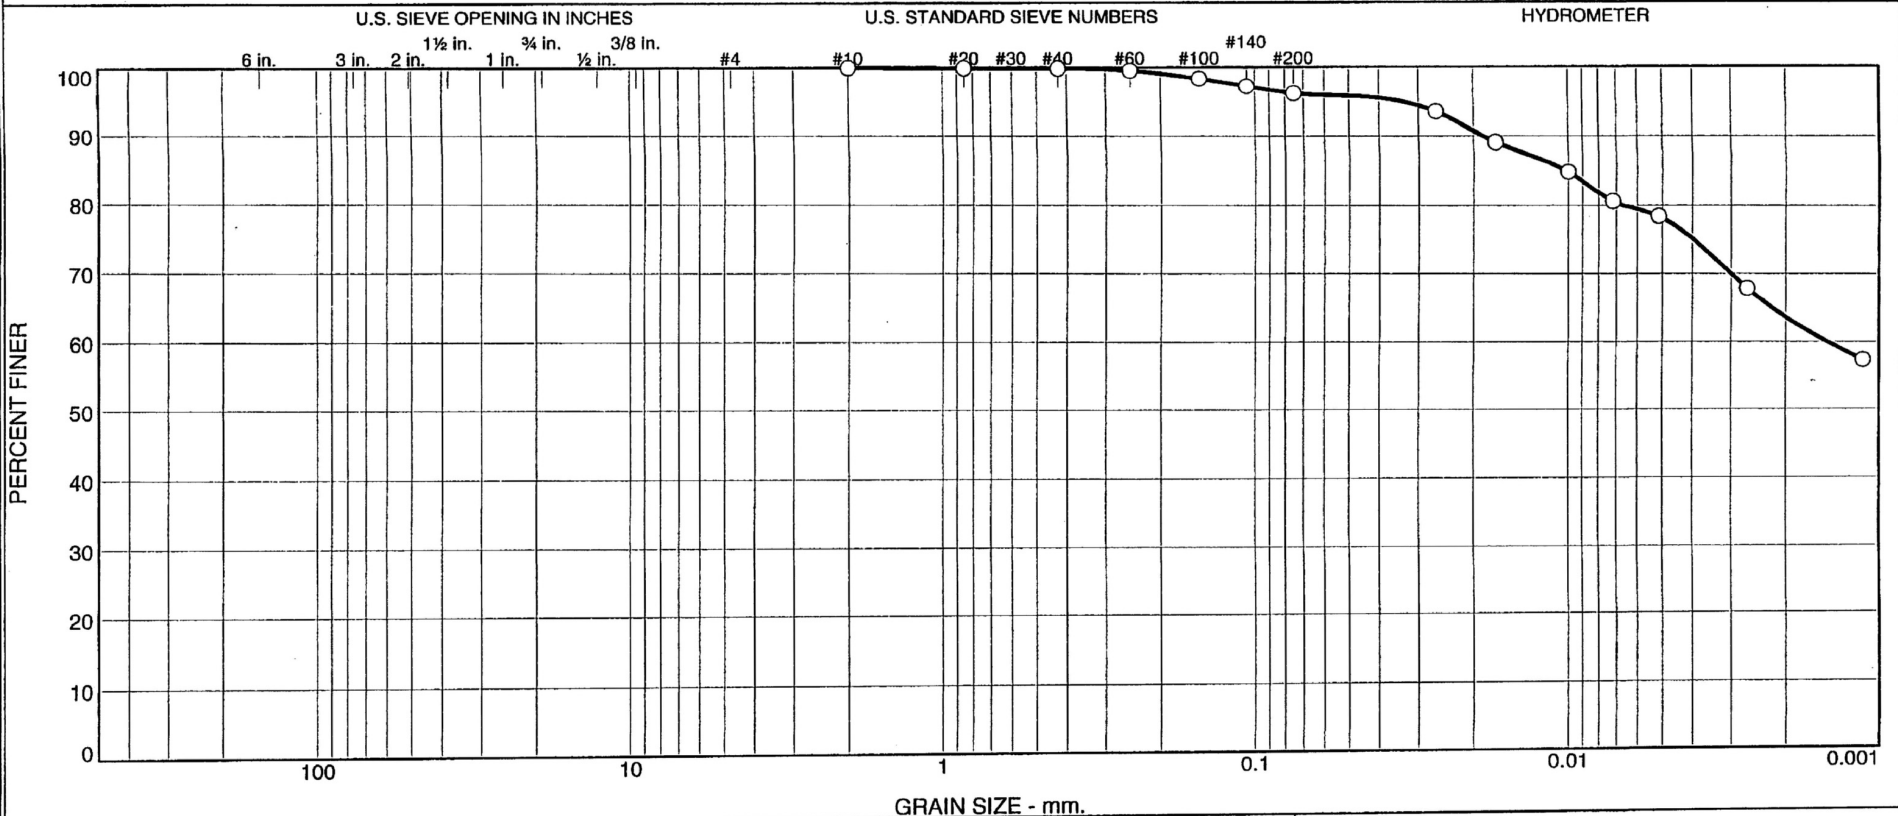 U.S. SIEVE OPENING IN INCHES U.S. STANDARD SIEVE NUMBERS HYDROMETER
6 in. 3 in. 2 in. 1½ in. 1 in. ¾ in. ½ in. 3/8 in. #4 #10 #20 #30 #40 #60 #100 #140 #200
100
90
80
70
60
50
40
30
20
10
0
PERCENT FINER
100 10 1 0.1 0.01 0.001
GRAIN SIZE - mm.